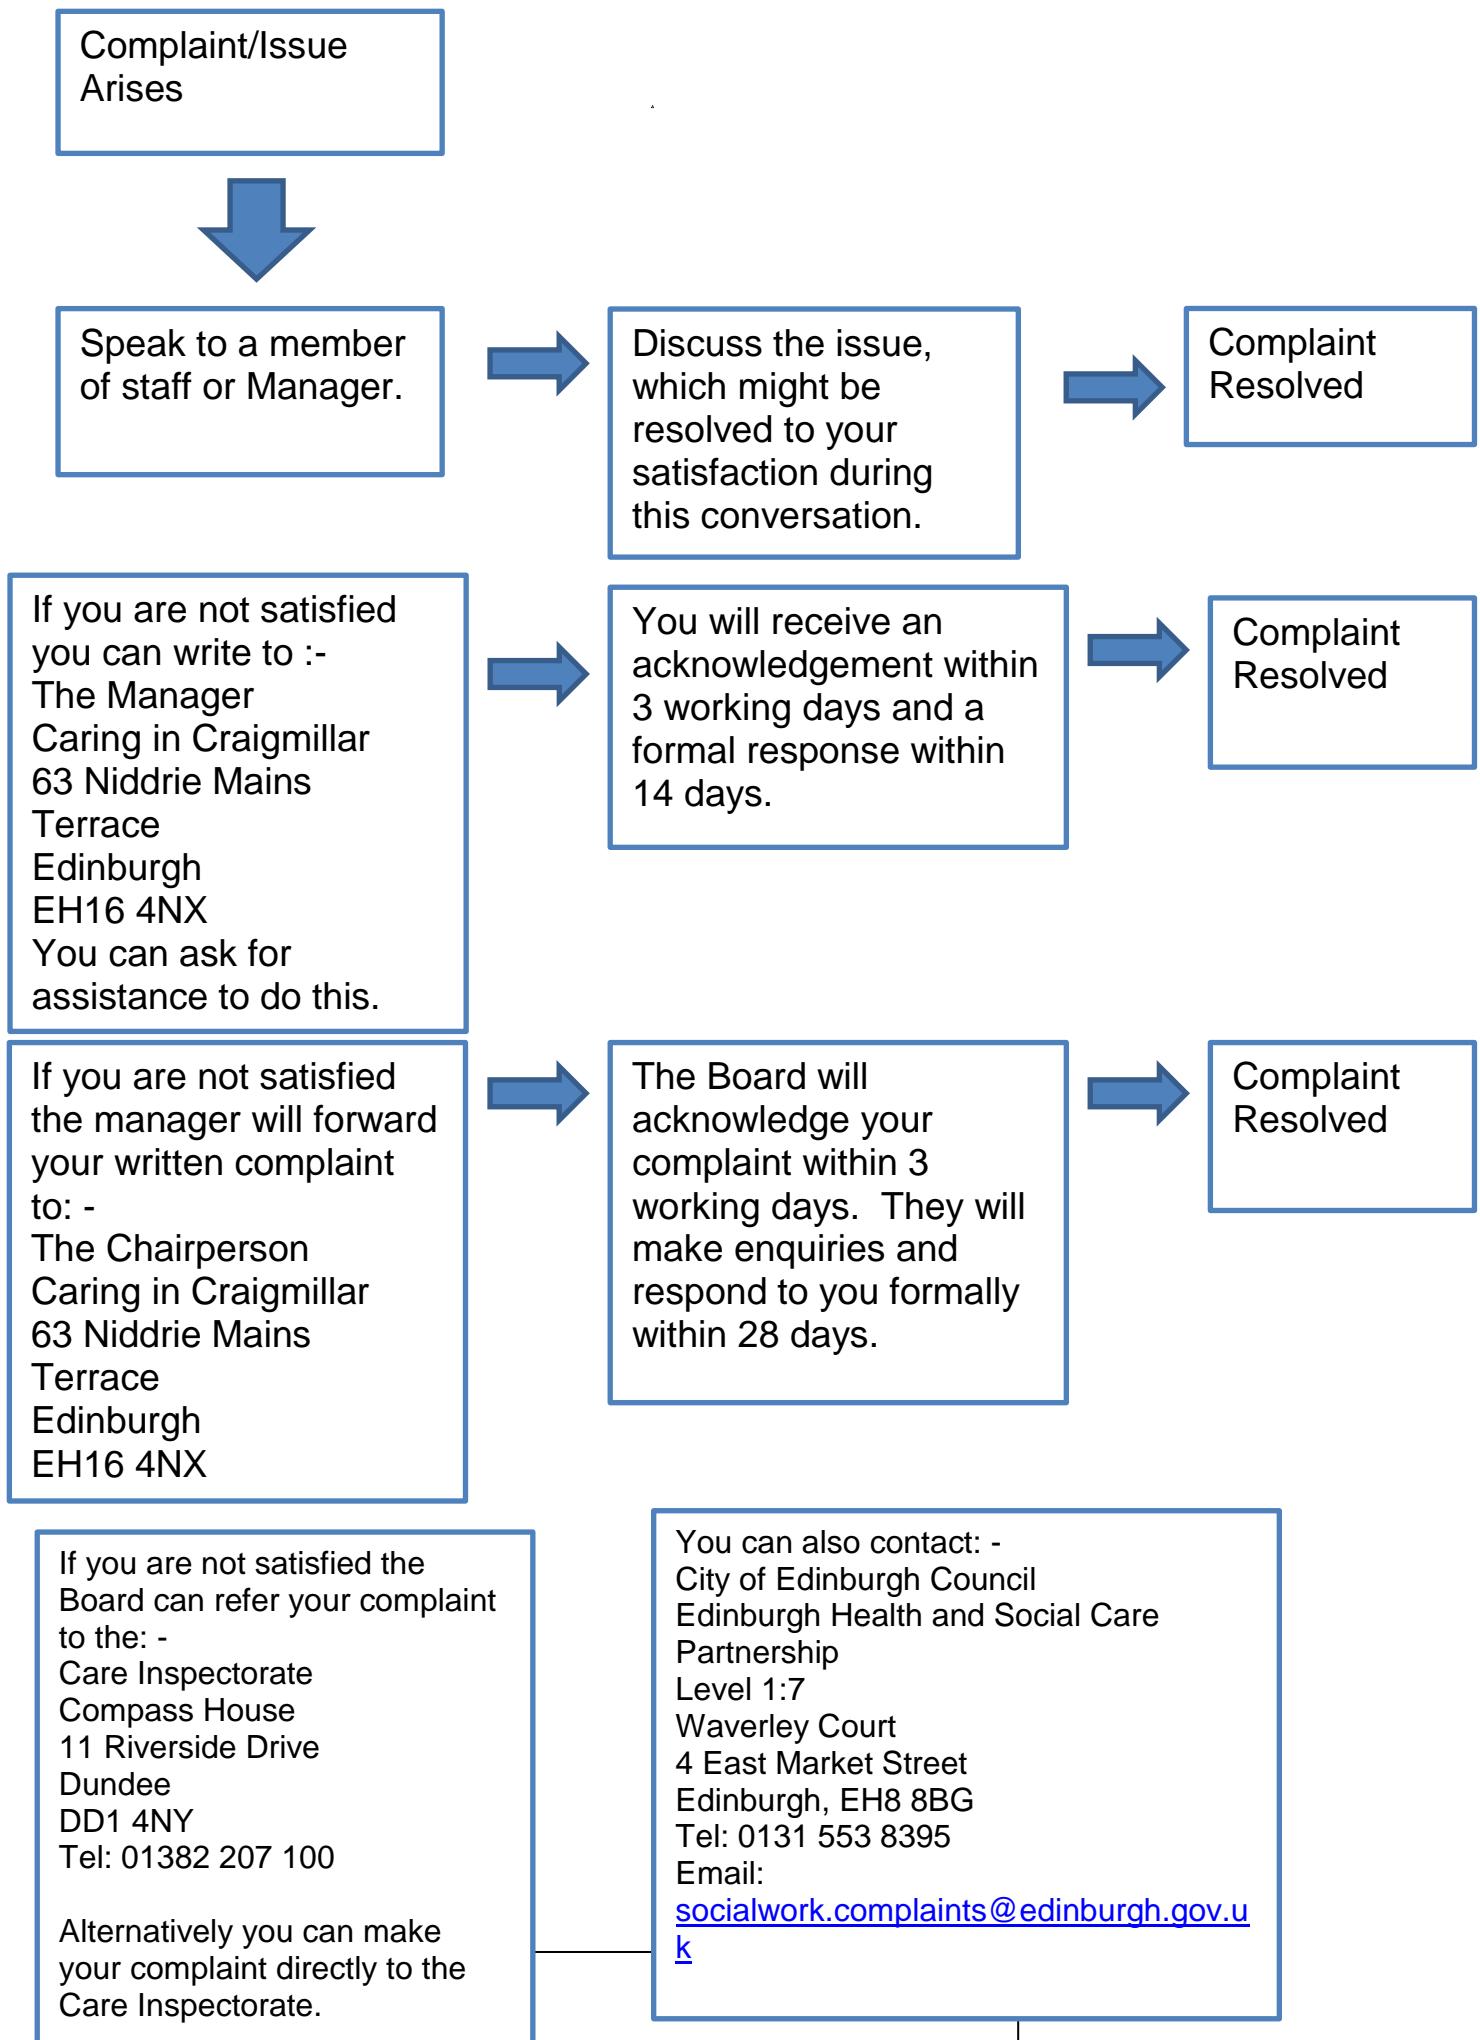 Complaint/Issue
Arises
Speak to a member
of staff or Manager.
Discuss the issue,
which might be
resolved to your
satisfaction during
this conversation.
Complaint
Resolved
If you are not satisfied
you can write to :-
The Manager
Caring in Craigmillar
63 Niddrie Mains
Terrace
Edinburgh
EH16 4NX
You can ask for
assistance to do this.
You will receive an
acknowledgement within
3 working days and a
formal response within
14 days.
Complaint
Resolved
If you are not satisfied
the manager will forward
your written complaint
to: -
The Chairperson
Caring in Craigmillar
63 Niddrie Mains
Terrace
Edinburgh
EH16 4NX
The Board will
acknowledge your
complaint within 3
working days.  They will
make enquiries and
respond to you formally
within 28 days.
Complaint
Resolved
If you are not satisfied the
Board can refer your complaint
to the: -
Care Inspectorate
Compass House
11 Riverside Drive
Dundee
DD1 4NY
Tel: 01382 207 100
Alternatively you can make
your complaint directly to the
Care Inspectorate.
You can also contact: -
City of Edinburgh Council
Edinburgh Health and Social Care
Partnership
Level 1:7
Waverley Court
4 East Market Street
Edinburgh, EH8 8BG
Tel: 0131 553 8395
Email:
socialwork.complaints@edinburgh.gov.u
k